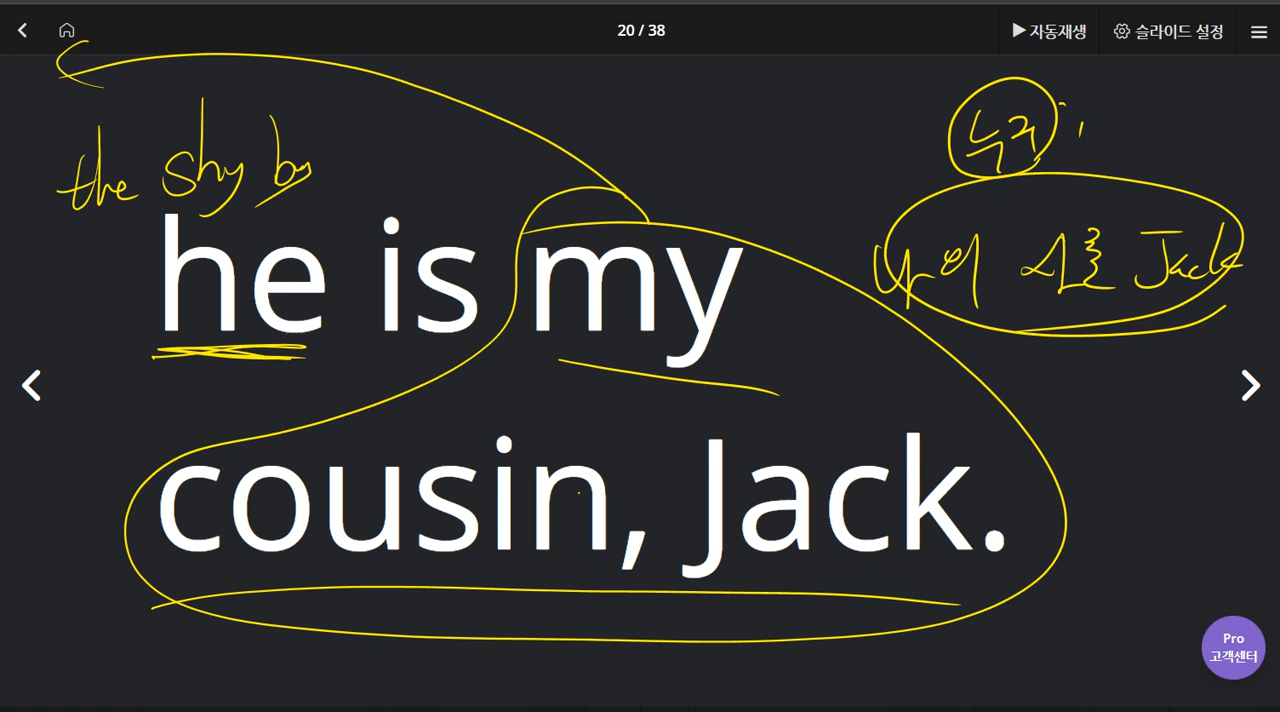 20 / 38
▶ 자동재생
슬라이드 설정
the shy boy
누구
나의 사촌 Jack
he is my
cousin, Jack.
Pro
고객센터